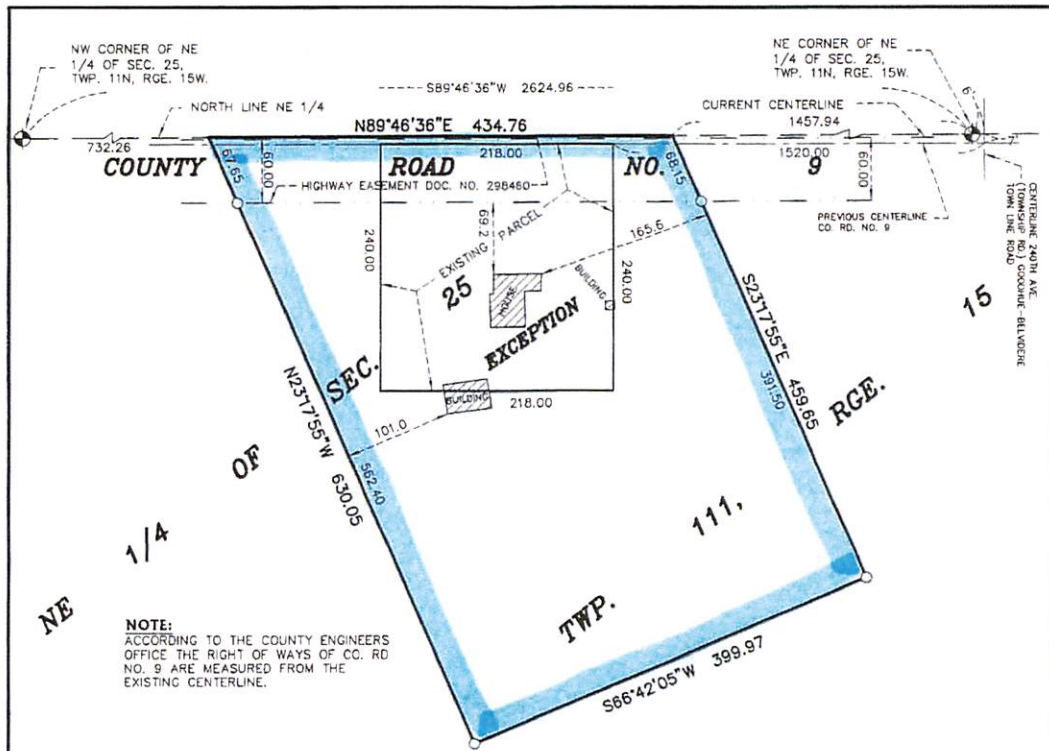 NW CORNER OF NE
1/4 OF SEC. 25,
TWP. 11N, RGE. 15W.
NORTH LINE NE 1/4
S89°46'36"W 2624.96
N89°46'36"E 434.76
NE CORNER OF NE
1/4 OF SEC. 25,
TWP. 11N, RGE. 15W.
CURRENT CENTERLINE
1457.94
6'
732.26
COUNTY ROAD NO. 9
218.00
1520.00
67.65
60.00
68.15
60.00
HIGHWAY EASEMENT DOC. NO. 298460
PREVIOUS CENTERLINE
CO. RD. NO. 9
CENTERLINE 240TH AVE.
(TOWNSHIP RD.) GOODHUE-BELVIDERE
TOWN LINE ROAD
69.2
EXISTING PARCEL
165.6
240.00
240.00
25
HOUSE
BUILDING
EXCEPTION
15
S23°17'55"E 459.65
391.50
SEC.
BUILDING
218.00
RGE.
101.0
N23°17'55"W 630.05
562.40
OF
111,
1/4
TWP.
NE
S66°42'05"W 399.97
NOTE:
ACCORDING TO THE COUNTY ENGINEERS
OFFICE THE RIGHT OF WAYS OF CC. RD
NO. 9 ARE MEASURED FROM THE
EXISTING CENTERLINE.